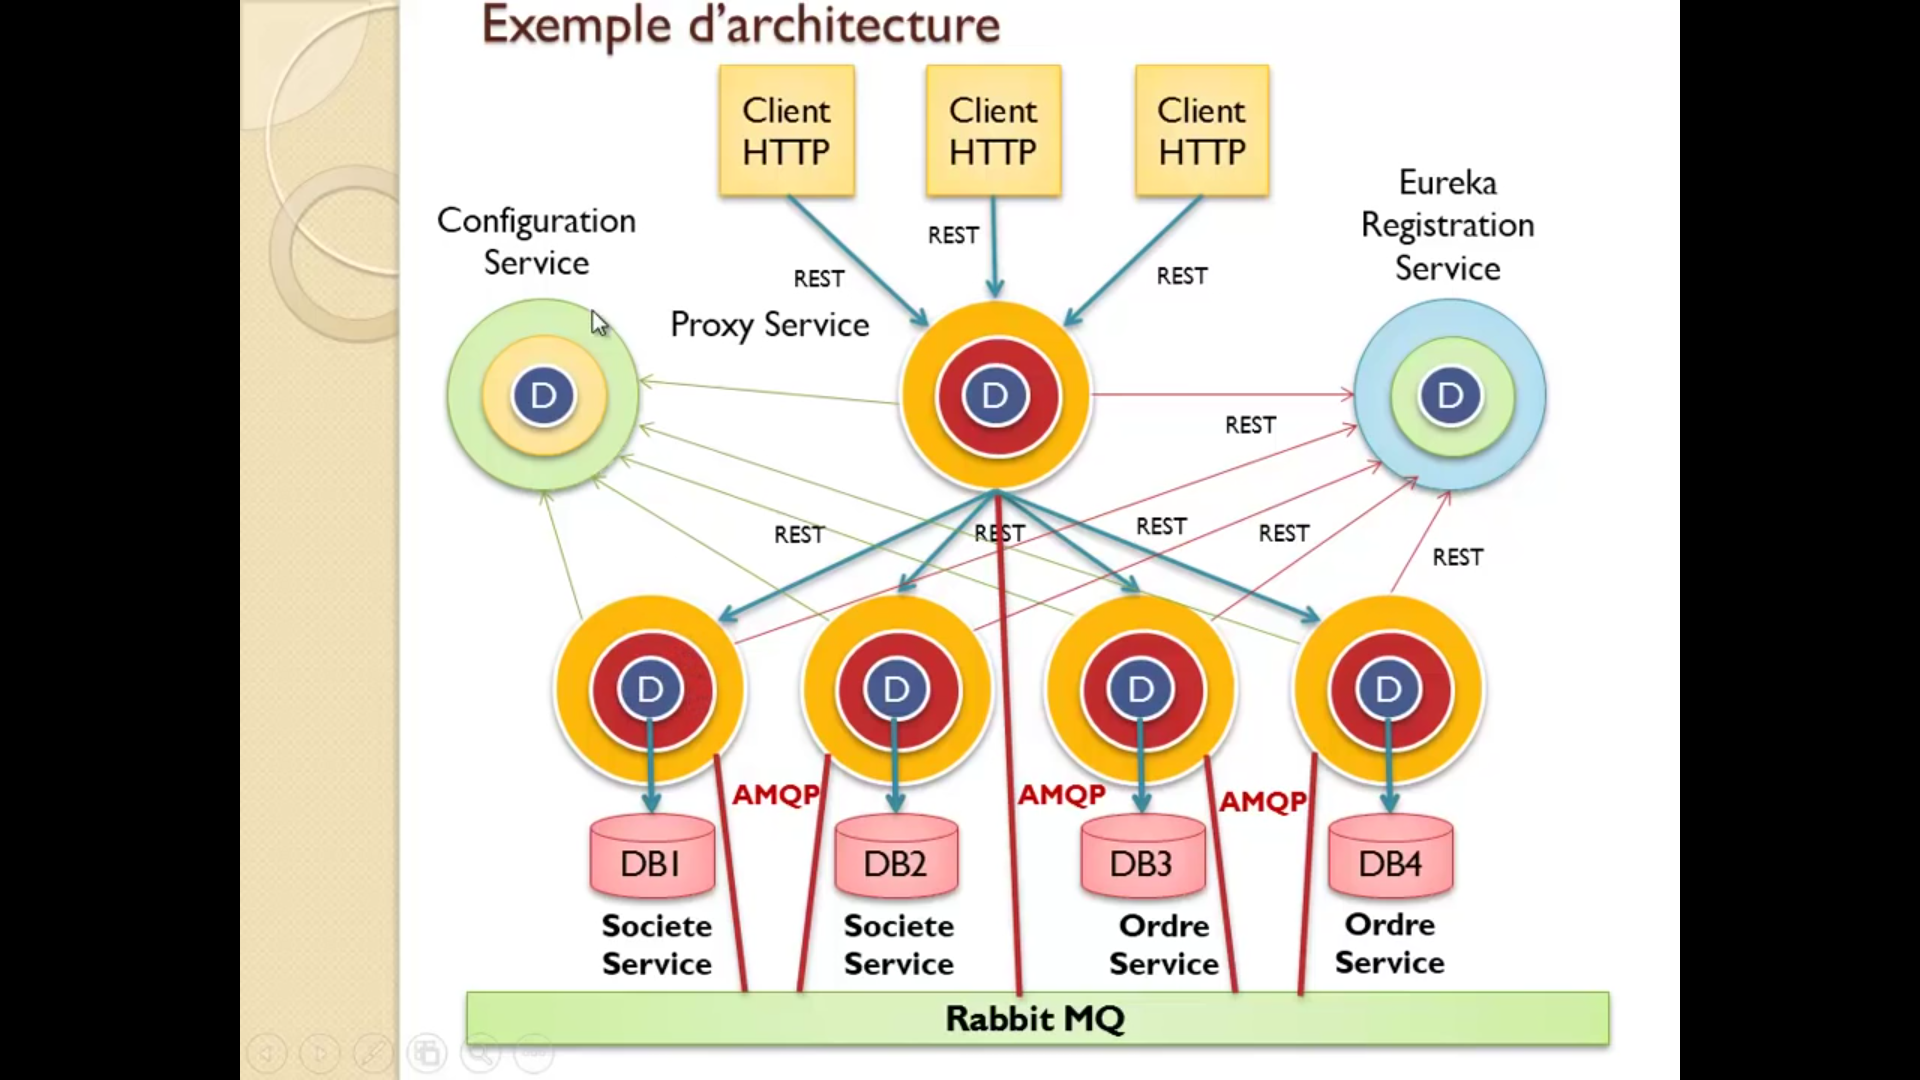 Exemple d'architecture
Client
HTTP
Client
HTTP
Client
HTTP
Configuration
Service
Eureka
Registration
Service
REST
REST
REST
Proxy Service
D
D
D
REST
REST
REST
REST
REST
REST
D
D
D
D
AMQP
AMQP
AMQP
DB1
DB2
DB3
DB4
Societe
Service
Societe
Service
Ordre
Service
Ordre
Service
Rabbit MQ